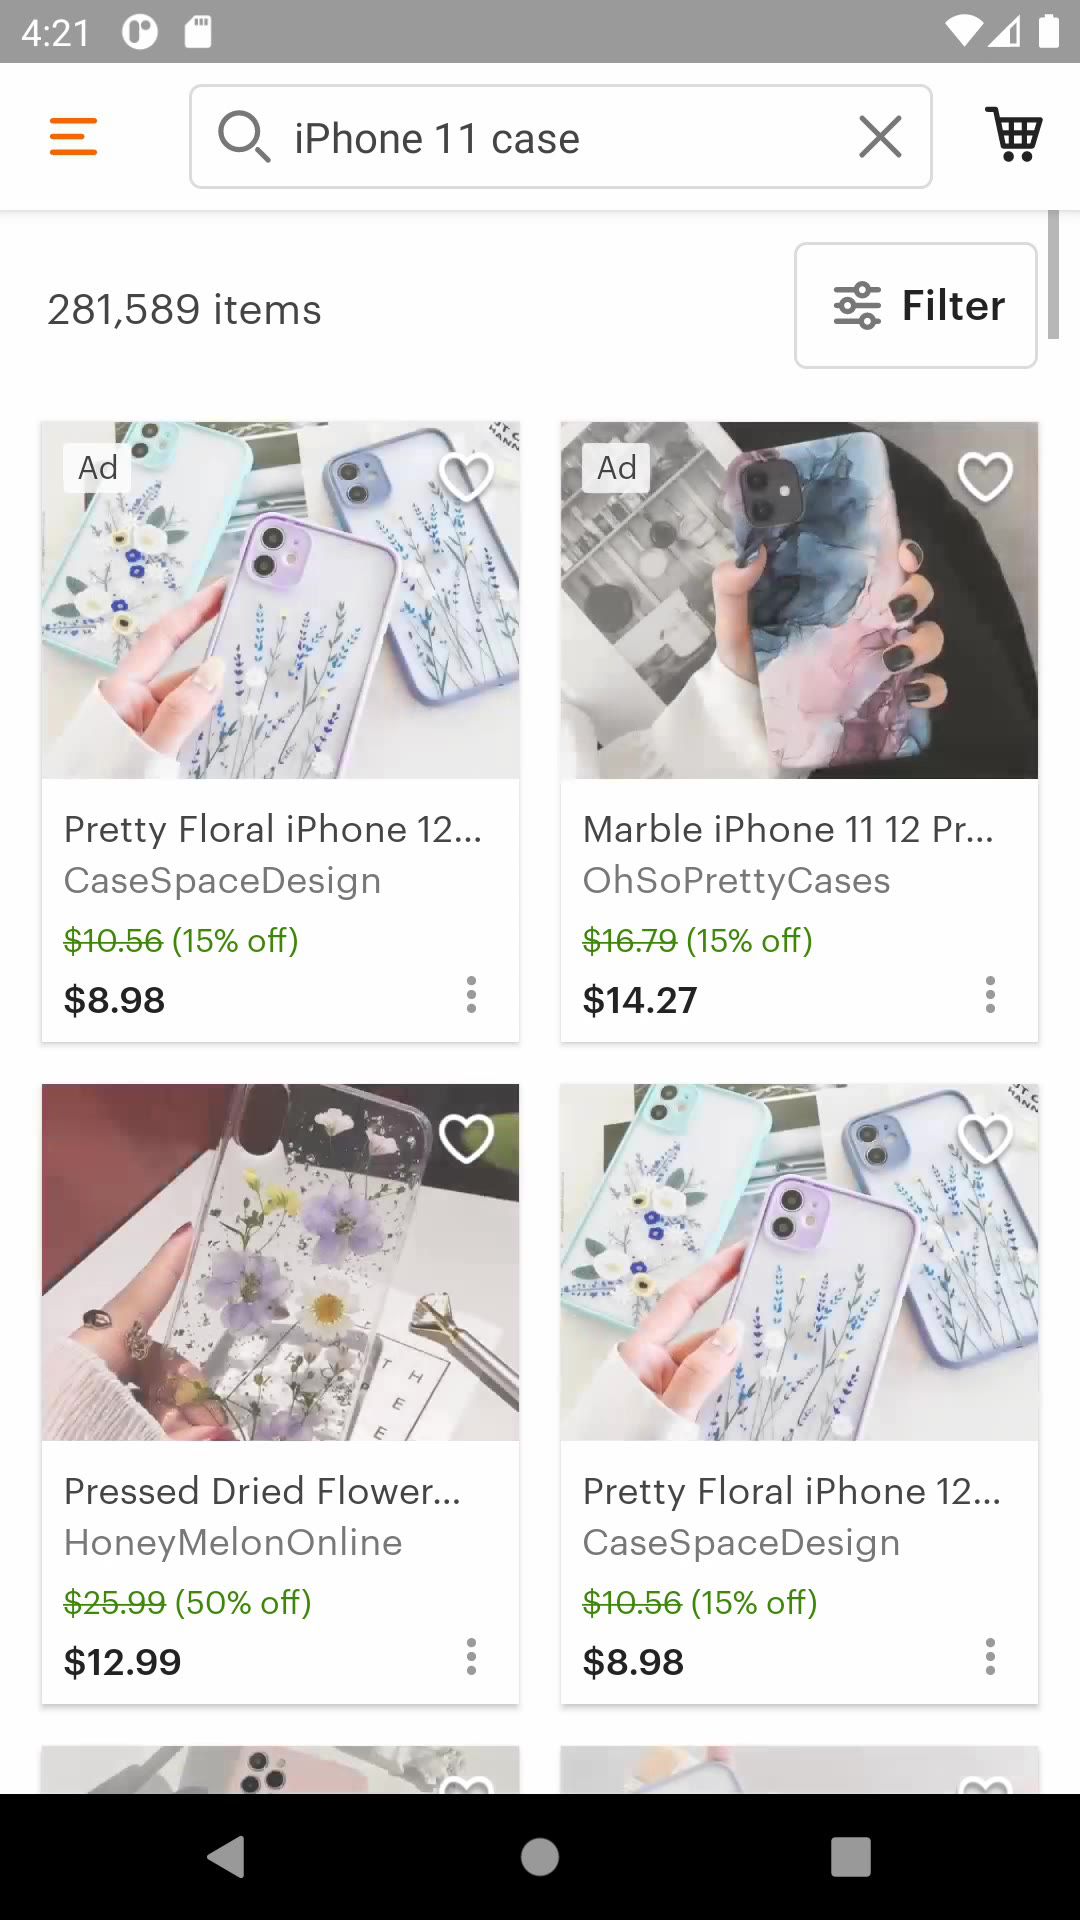 4:21
iPhone 11 case
281,589 items
Filter
Ad
Ad
Pretty Floral iPhone 12...
CaseSpaceDesign
$10.56 (15% off)
$8.98
Marble iPhone 11 12 Pr...
OhSoPrettyCases
$16.79 (15% off)
$14.27
THEE
Pressed Dried Flower...
HoneyMelonOnline
$25.99 (50% off)
$12.99
Pretty Floral iPhone 12...
CaseSpaceDesign
$10.56 (15% off)
$8.98